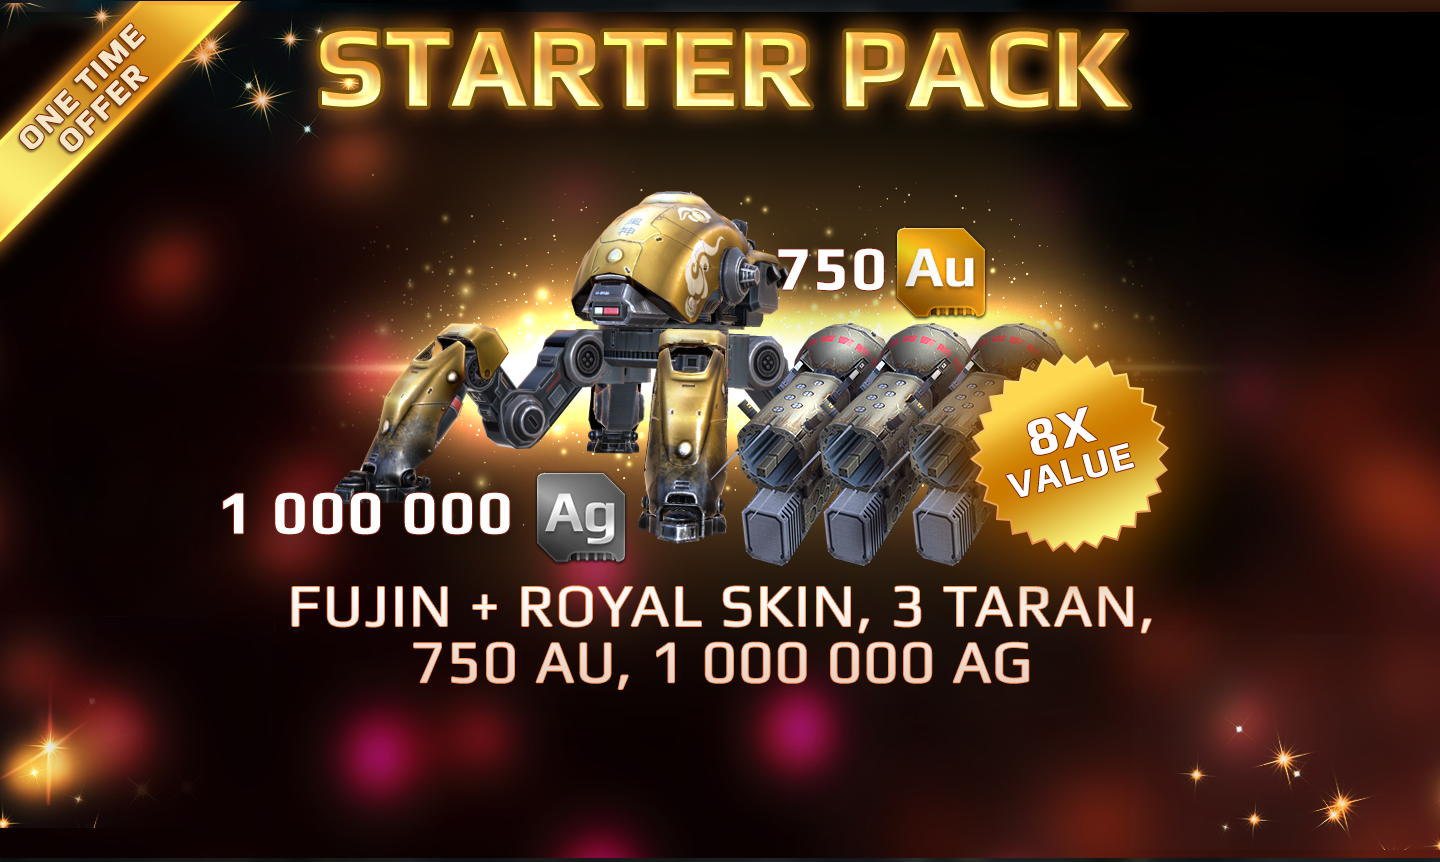 ONE TIME
OFFER
STARTER PACK
750 Au
1 000 000 Ag
8X
VALUE
FUJIN + ROYAL SKIN, 3 TARAN,
750 AU, 1 000 000 AG